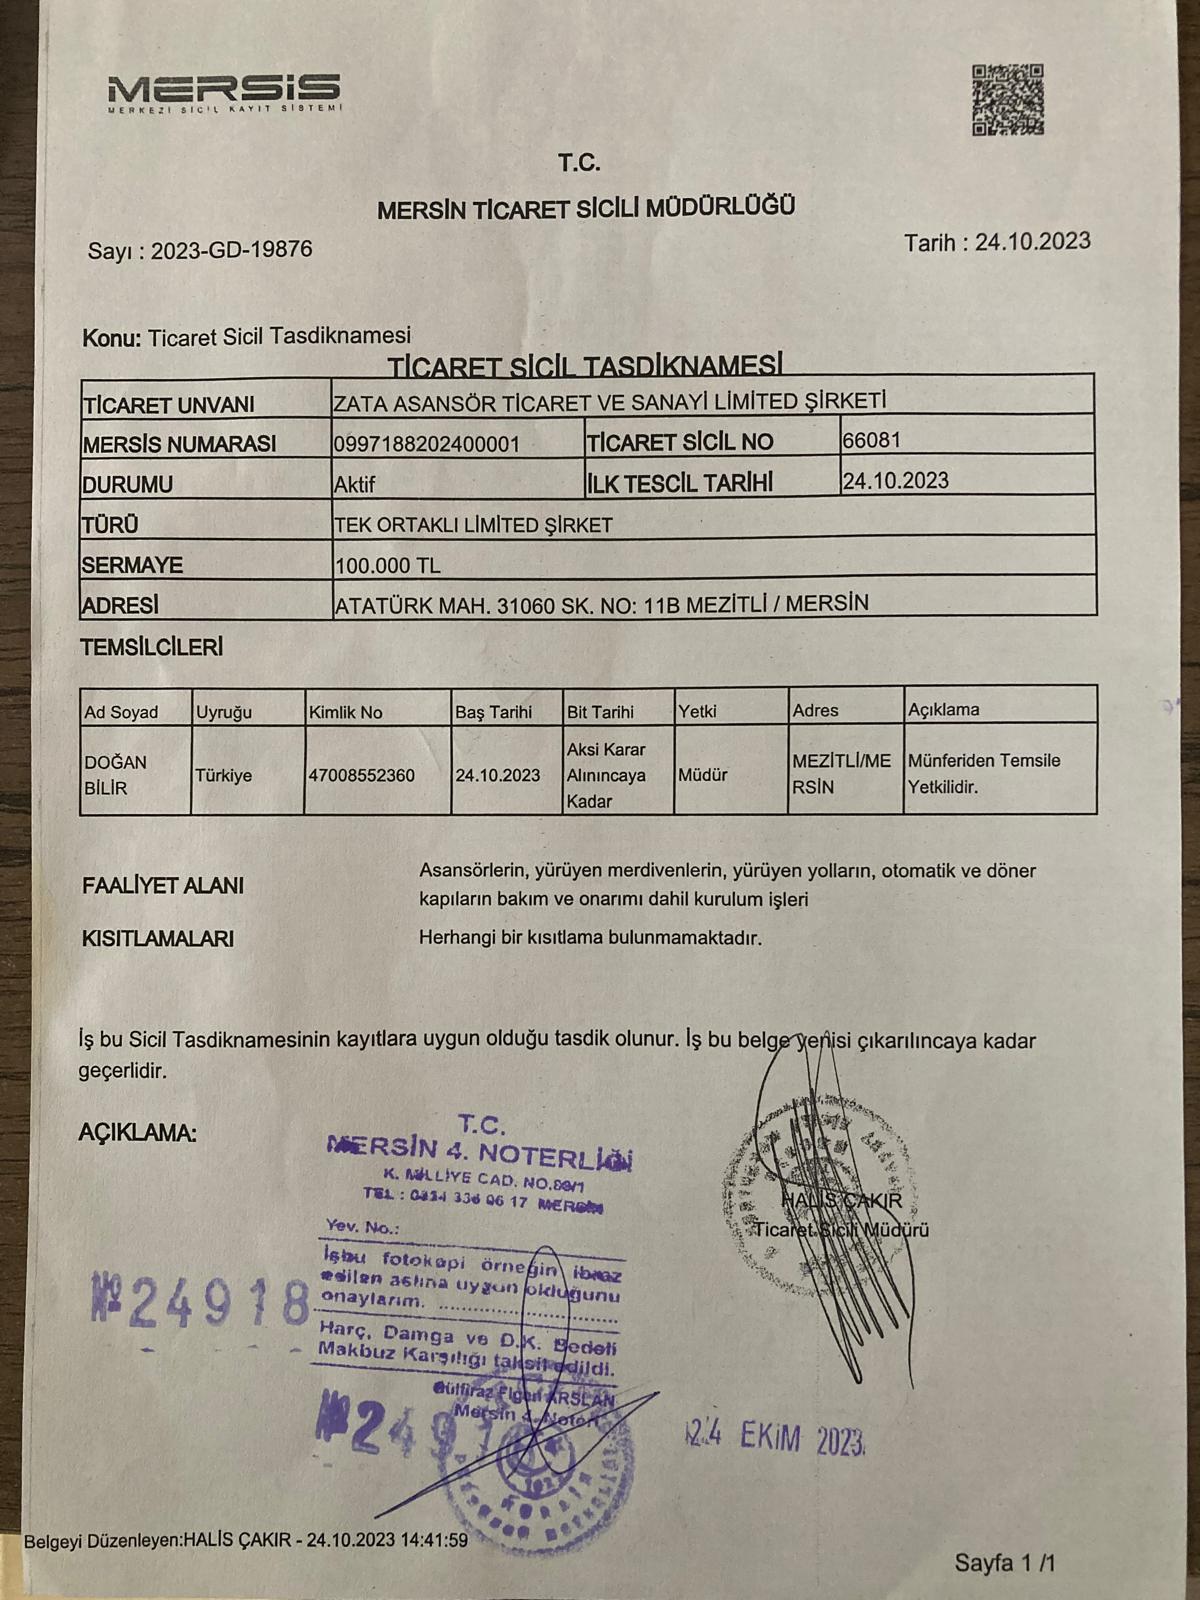 MERSiS
MERKEZİ SİCİL KAYIT SİSTEMİ
T.C.
MERSİN TİCARET SİCİLİ MÜDÜRLÜĞÜ
Sayı : 2023-GD-19876
Tarih : 24.10.2023
Konu: Ticaret Sicil Tasdiknamesi
TİCARET SİCİL TASDİKNAMESİ
TİCARET UNVANI ZATA ASANSÖR TİCARET VE SANAYİ LİMİTED ŞİRKETİ
MERSIS NUMARASI 0997188202400001 TİCARET SİCİL NO 66081
DURUMU Aktif İLK TESCİL TARİHİ 24.10.2023
TÜRÜ TEK ORTAKLI LİMİTED ŞİRKET
SERMAYE 100.000 TL
ADRESİ ATATÜRK MAH. 31060 SK. NO: 11B MEZİTLİ / MERSİN
TEMSİLCİLERİ
Ad Soyad Uyruğu Kimlik No Baş Tarihi Bit Tarihi Yetki Adres Açıklama
DOĞAN BİLİR Türkiye 47008552360 24.10.2023 Aksi Karar Alınıncaya Kadar Müdür MEZİTLİ/MERSİN Münferiden Temsile Yetkilidir.
FAALİYET ALANI
Asansörlerin, yürüyen merdivenlerin, yürüyen yolların, otomatik ve döner
kapıların bakım ve onarımı dahil kurulum işleri
KISITLAMALARI Herhangi bir kısıtlama bulunmamaktadır.
İş bu Sicil Tasdiknamesinin kayıtlara uygun olduğu tasdik olunur. İş bu belge yenisi çıkarılıncaya kadar
geçerlidir.
AÇIKLAMA:
T.C.
MERSİN 4. NOTERLİĞİ
K. MİLLİYE CAD. NO.89/1
TEL : 0324 336 06 17 MERSİN
Yev. No.:
İşbu fotokopi örneğin ibraz
edilen aslına uygun olduğunu
onaylarım. ........................
Harç, Damga ve D.K. Bedeli
Makbuz Karşılığı tahsil edildi.
Nº 24918
ARSLAN
Mersin 4. Noteri
HALİS ÇAKIR
Ticaret Sicili Müdürü
24 EKİM 2023
Belgeyi Düzenleyen:HALİS ÇAKIR - 24.10.2023 14:41:59
Sayfa 1 /1